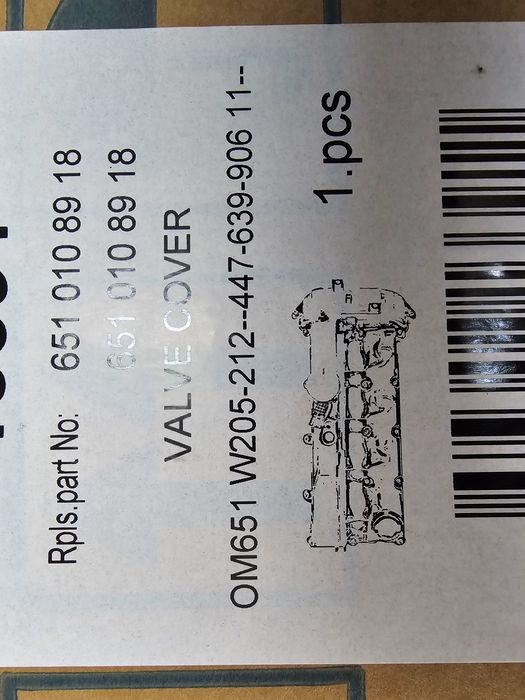 Rpls.part No: 651 010 89 18
651 010 89 18
VALVE COVER
OM651 W205-212--447-639-906 11--
1.pcs